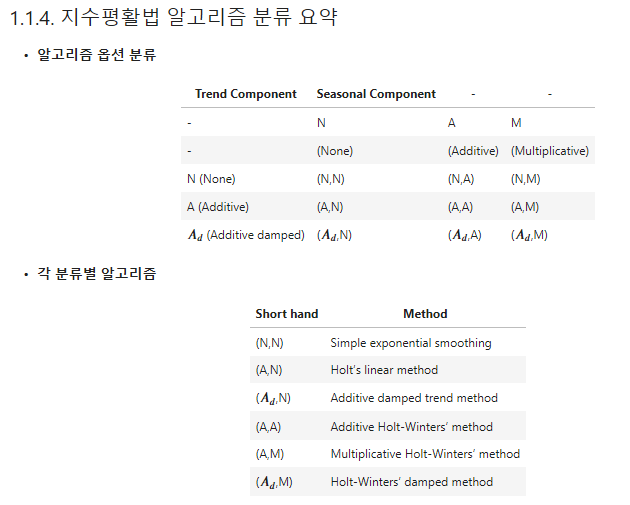 1.1.4. 지수평활법 알고리즘 분류 요약
• 알고리즘 옵션 분류
Trend Component Seasonal Component - -
- N A M
- (None) (Additive) (Multiplicative)
N (None) (N,N) (N,A) (N,M)
A (Additive) (A,N) (A,A) (A,M)
A_d (Additive damped) (A_d,N) (A_d,A) (A_d,M)
• 각 분류별 알고리즘
Short hand Method
(N,N) Simple exponential smoothing
(A,N) Holt's linear method
(A_d,N) Additive damped trend method
(A,A) Additive Holt-Winters' method
(A,M) Multiplicative Holt-Winters' method
(A_d,M) Holt-Winters' damped method